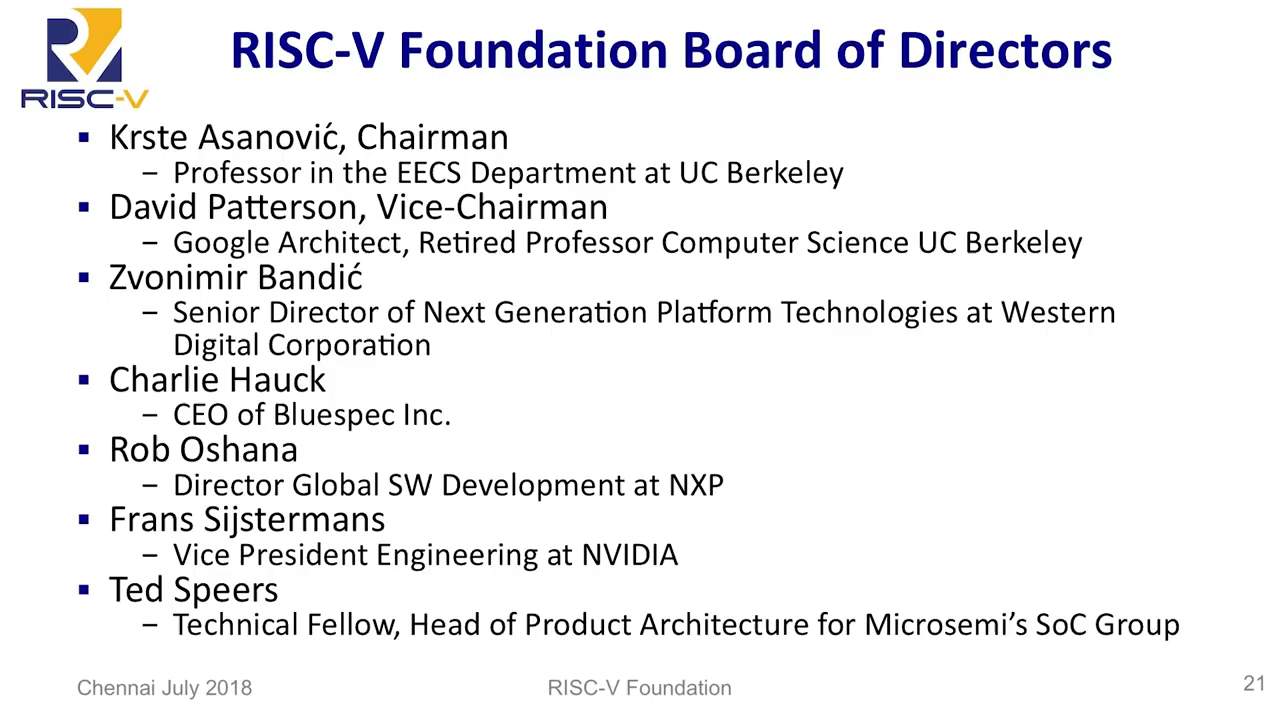 RISC-V Foundation Board of Directors
RISC-V
▪ Krste Asanović, Chairman
– Professor in the EECS Department at UC Berkeley
▪ David Patterson, Vice-Chairman
– Google Architect, Retired Professor Computer Science UC Berkeley
▪ Zvonimir Bandić
– Senior Director of Next Generation Platform Technologies at Western
Digital Corporation
▪ Charlie Hauck
– CEO of Bluespec Inc.
▪ Rob Oshana
– Director Global SW Development at NXP
▪ Frans Sijstermans
– Vice President Engineering at NVIDIA
▪ Ted Speers
– Technical Fellow, Head of Product Architecture for Microsemi’s SoC Group
Chennai July 2018
RISC-V Foundation
21